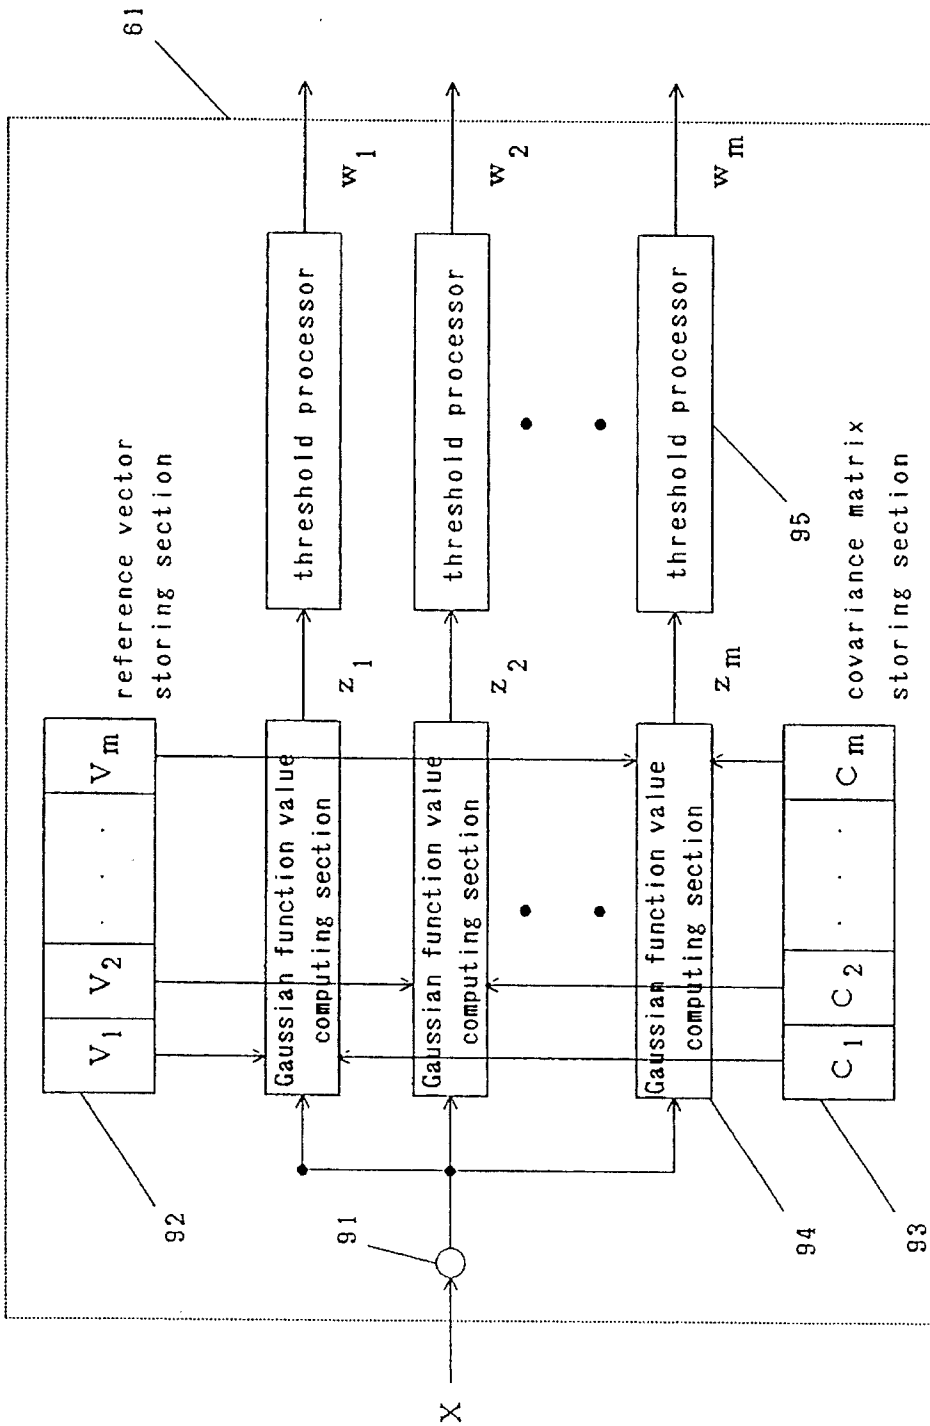 61
reference vector
storing section
92
V1
V2
. . .
Vm
X
91
Gaussian function value
computing section
z1
threshold processor
w1
Gaussian function value
computing section
z2
threshold processor
w2
Gaussian function value
computing section
zm
threshold processor
wm
94
95
C1
C2
. . .
Cm
93
covariance matrix
storing section